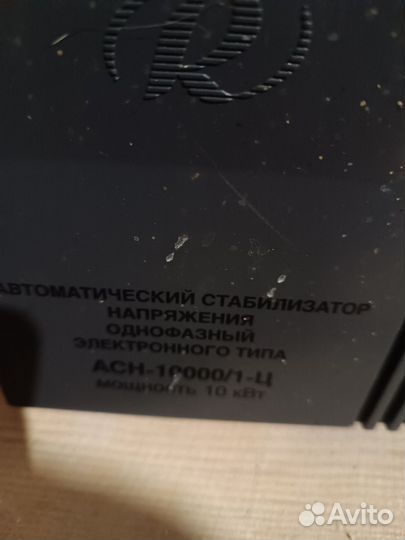 АВТОМАТИЧЕСКИЙ СТАБИЛИЗАТОР
НАПРЯЖЕНИЯ
ОДНОФАЗНЫЙ
ЭЛЕКТРОННОГО ТИПА
АСН-10000/1-Ц
мощность 10 кВт
Avito